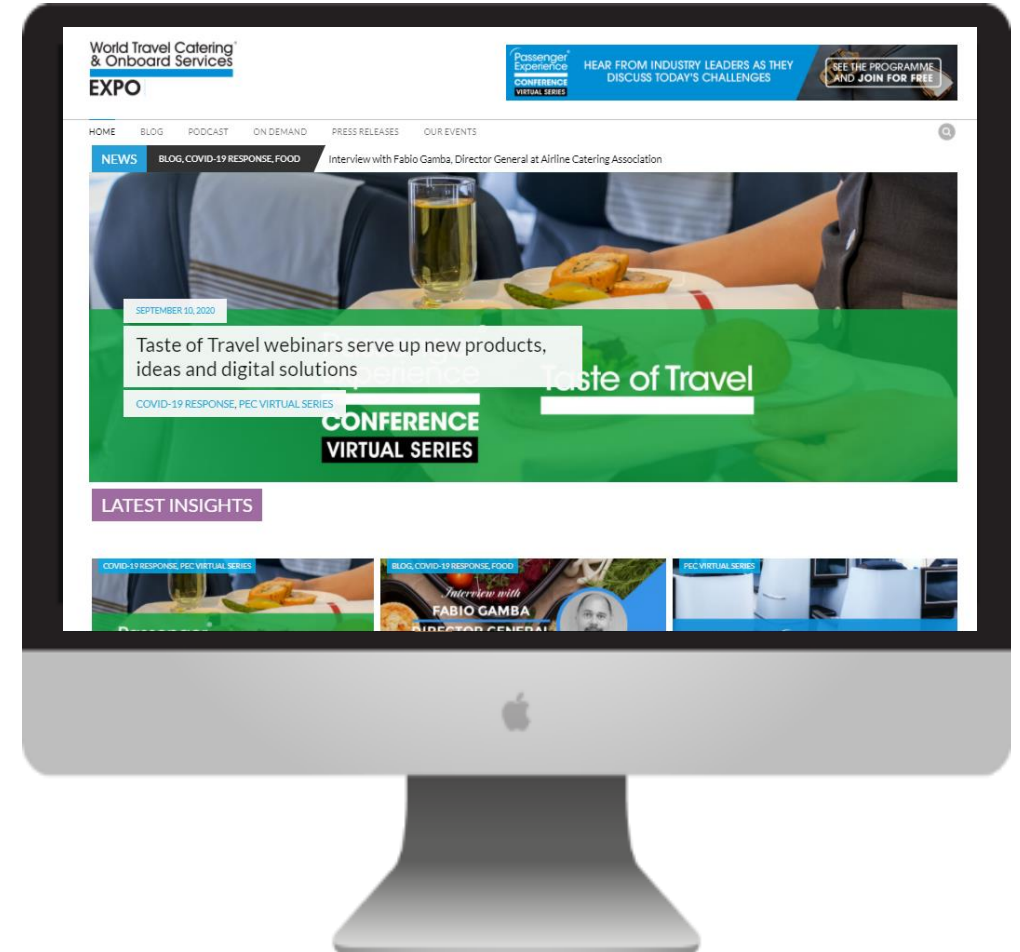 World Travel Catering
& Onboard Services
EXPO
Passenger
Experience
CONFERENCE
VIRTUAL SERIES
HEAR FROM INDUSTRY LEADERS AS THEY
DISCUSS TODAY'S CHALLENGES
SEE THE PROGRAMME
AND JOIN FOR FREE
HOME BLOG PODCAST ON DEMAND PRESS RELEASES OUR EVENTS
NEWS BLOG, COVID-19 RESPONSE, FOOD Interview with Fabio Gamba, Director General at Airline Catering Association
SEPTEMBER 10, 2020
Taste of Travel webinars serve up new products,
ideas and digital solutions
COVID-19 RESPONSE, PEC VIRTUAL SERIES
Experience
CONFERENCE
VIRTUAL SERIES
Taste of Travel
LATEST INSIGHTS
COVID-19 RESPONSE, PEC VIRTUAL SERIES
Passenger
BLOG, COVID-19 RESPONSE, FOOD
Interview with
FABIO GAMBA
DIRECTOR GENERAL
PEC VIRTUAL SERIES